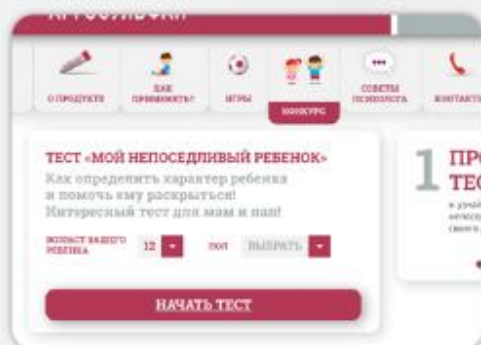 О ПРОДУКТЕ
КАК
ПРИМЕНЯТЬ?
ИГРЫ
КОНКУРС
СОВЕТЫ
ПСИХОЛОГА
КОНТАКТЫ
ТЕСТ «МОЙ НЕПОСЕДЛИВЫЙ РЕБЕНОК»
Как определить характер ребенка
и помочь ему раскрыться!
Интересный тест для мам и пап!
ВОЗРАСТ ВАШЕГО
РЕБЕНКА
12
ПОЛ
ВЫБРАТЬ
НАЧАТЬ ТЕСТ
1
ПРО
ТЕС